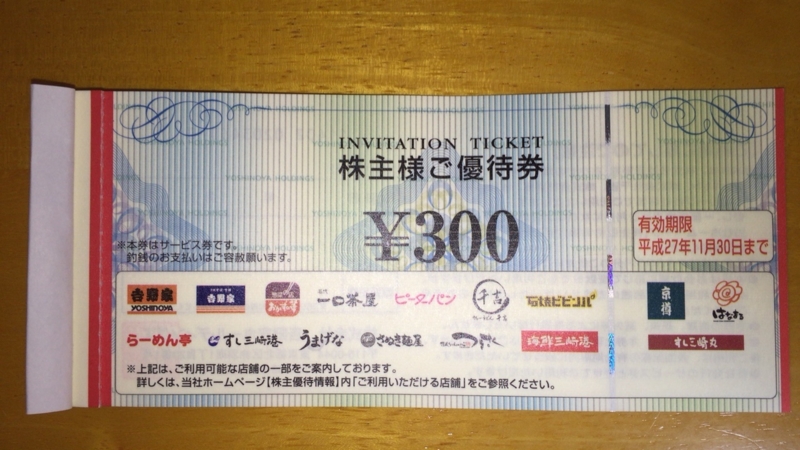 INVITATION TICKET
株主様ご優待券
¥300
※本券はサービス券です。
釣銭のお支払いはご容赦願います。
有効期限
平成27年11月30日まで
吉野家
YOSHINOYA
吉野家
一口茶屋
ピーターパン
千吉
石焼ビビンパ
京樽
はなまる
らーめん亭
すし三崎港
うまげな
さぬき麺屋
海鮮三崎港
すし三崎丸
※上記は、ご利用可能な店舗の一部をご案内しております。
詳しくは、当社ホームページ【株主優待情報】内「ご利用いただける店舗」をご参照ください。